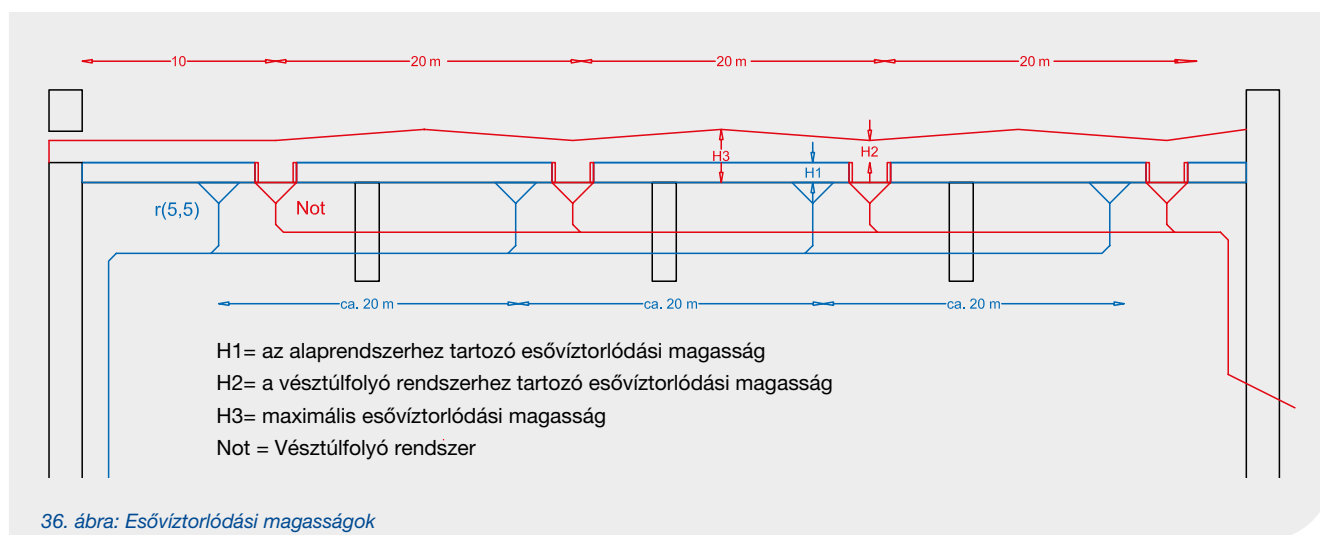 10 20 m 20 m 20 m
H3 H2
H1
r(5,5) Not
ca. 20 m ca. 20 m ca. 20 m
H1= az alaprendszerhez tartozó esővíztorlódási magasság
H2= a vésztúlfolyó rendszerhez tartozó esővíztorlódási magasság
H3= maximális esővíztorlódási magasság
Not = Vésztúlfolyó rendszer
36. ábra: Esővíztorlódási magasságok